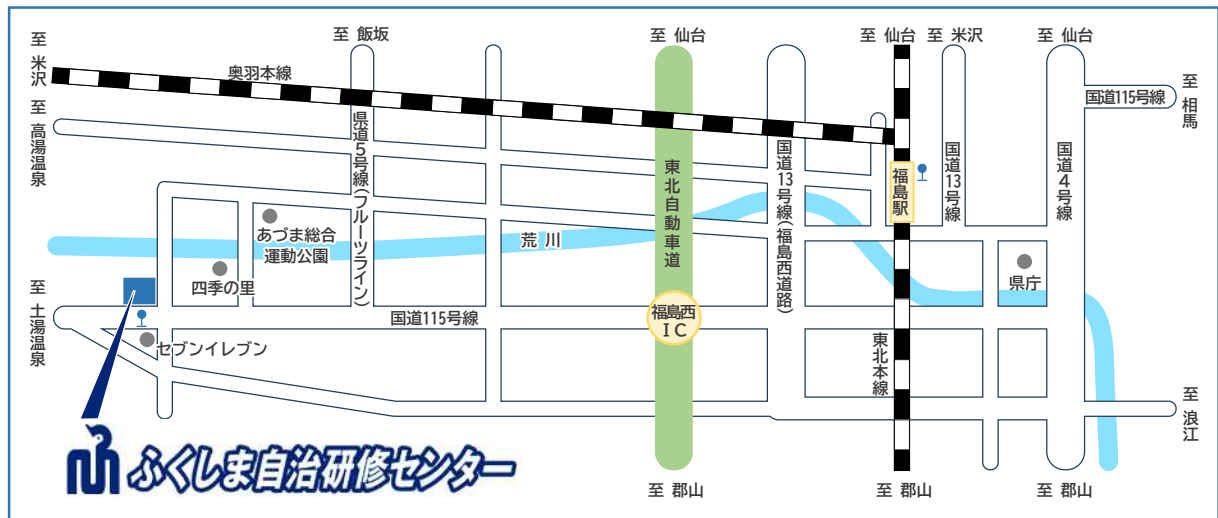 至 飯坂
至 仙台
至 仙台
至 米沢
至 仙台
至米沢
奥羽本線
国道115号線
至相馬
至高湯温泉
県道5号線(フルーツライン)
東北自動車道
国道13号線(福島西道路)
福島駅
国道13号線
国道4号線
あづま総合
運動公園
荒 川
四季の里
県庁
至土湯温泉
国道115号線
福島西
IC
セブンイレブン
東北本線
至浪江
ふくしま自治研修センター
至 郡山
至 郡山
至 郡山